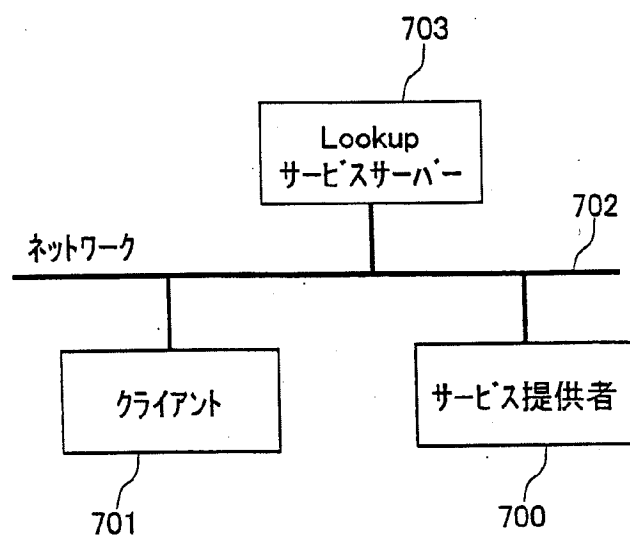 703
Lookup
サービスサーバー
702
ネットワーク
クライアント
サービス提供者
701
700